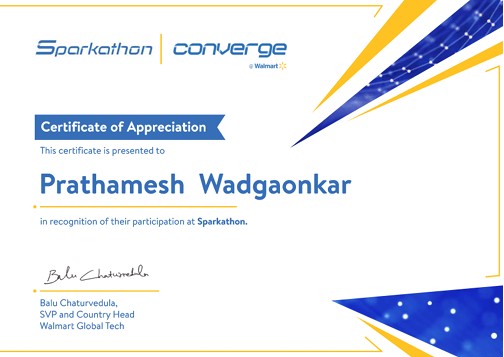 Sparkathon converge
@ Walmart
Certificate of Appreciation
This certificate is presented to
Prathamesh Wadgaonkar
in recognition of their participation at Sparkathon.
Balu Chaturvedula
Balu Chaturvedula,
SVP and Country Head
Walmart Global Tech